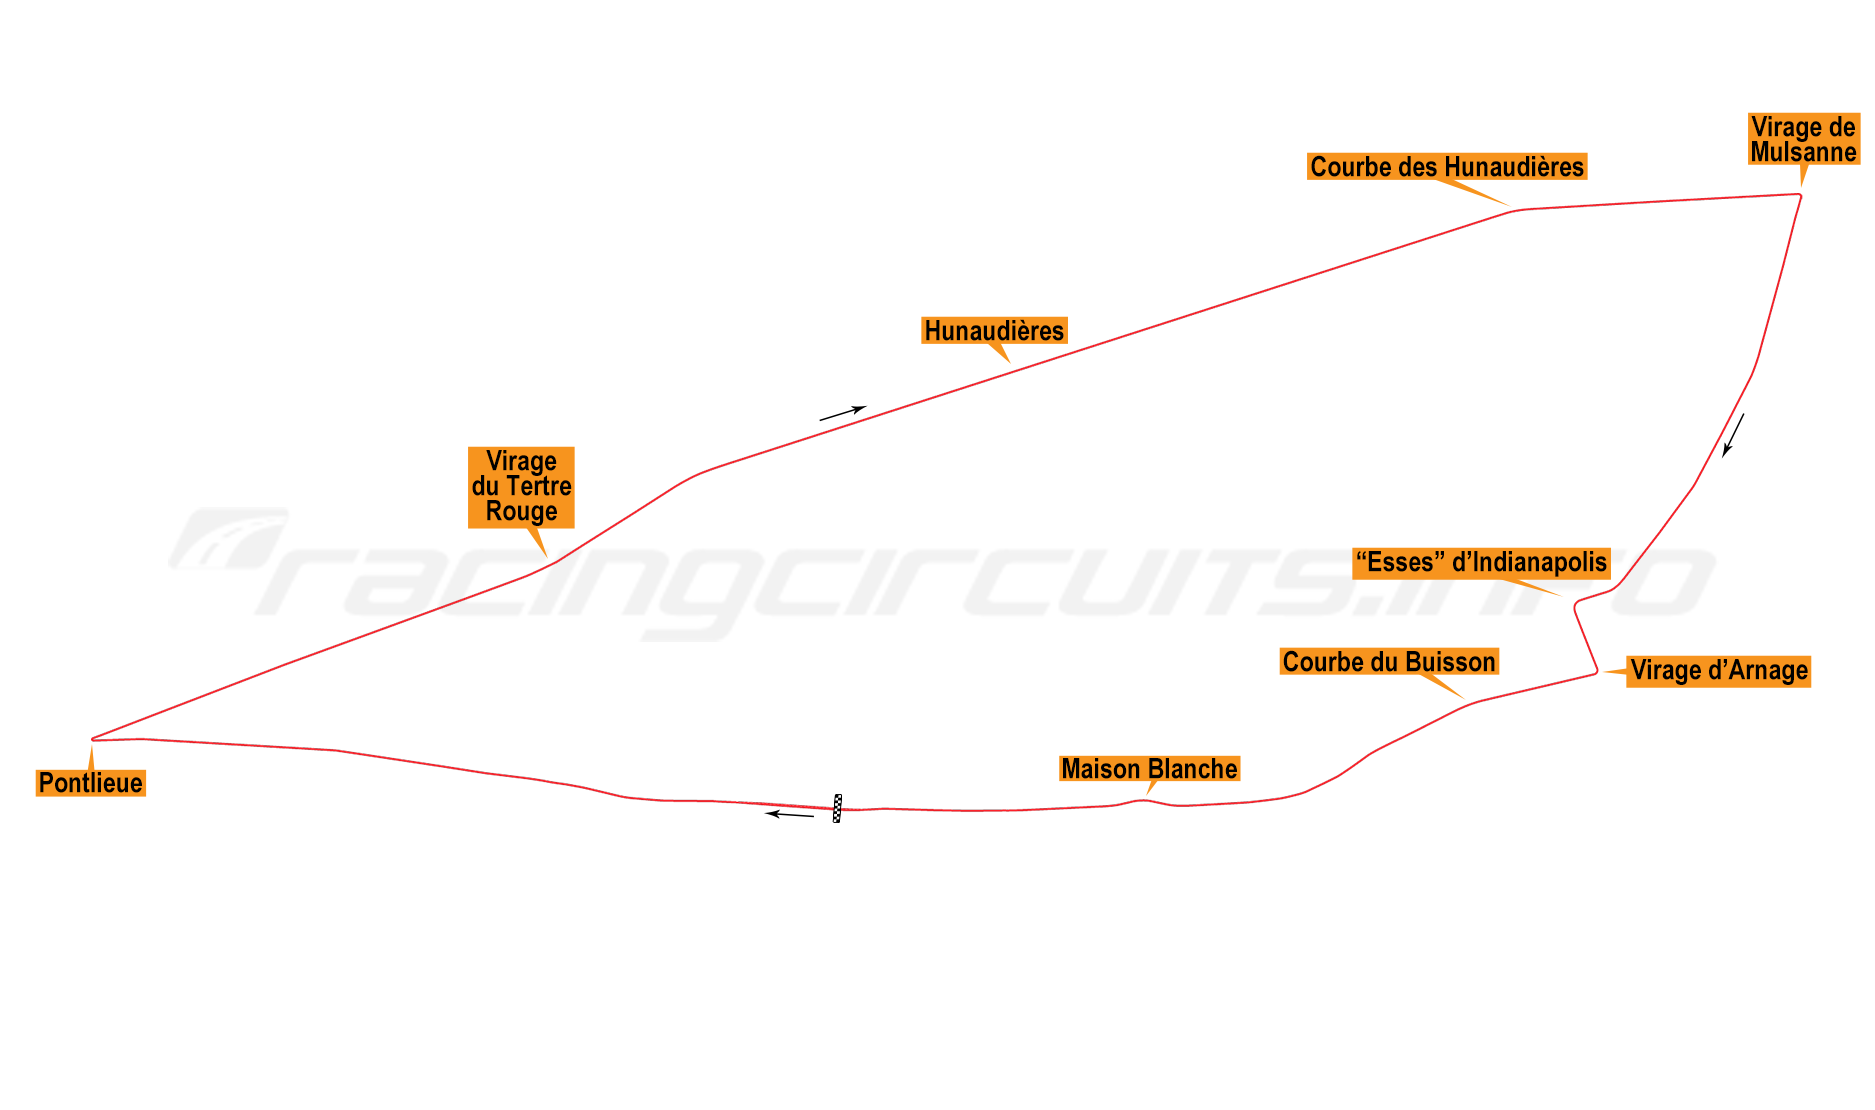 Virage de
Mulsanne
Courbe des Hunaudières
Hunaudières
Virage
du Tertre
Rouge
racingcircuits.info
“Esses” d’Indianapolis
Courbe du Buisson
Virage d’Arnage
Maison Blanche
Pontlieue